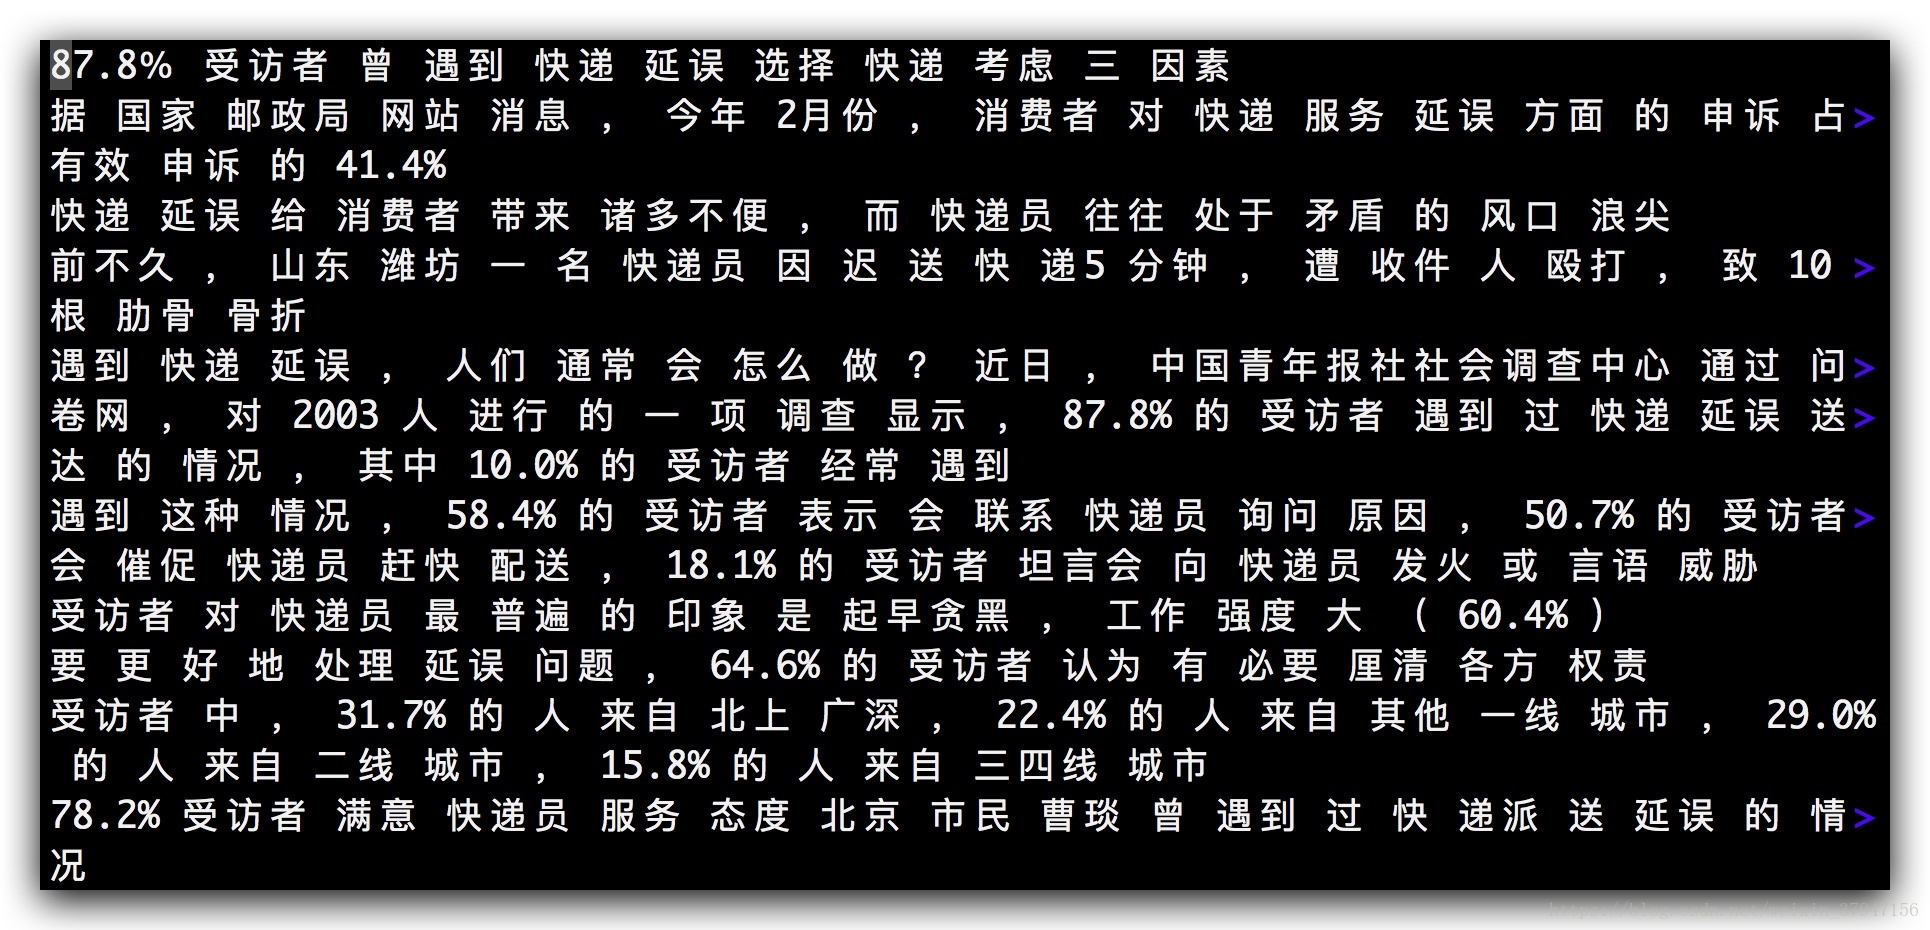 87.8% 受访者 曾 遇到 快递 延误 选择 快递 考虑 三 因素
据 国家 邮政局 网站 消息 ， 今年 2月份 ， 消费者 对 快递 服务 延误 方面 的 申诉 占>
有效 申诉 的 41.4%
快递 延误 给 消费者 带来 诸多不便 ， 而 快递员 往往 处于 矛盾 的 风口 浪尖
前不久 ， 山东 潍坊 一 名 快递员 因 迟 送 快 递5 分钟 ， 遭 收件 人 殴打 ， 致 10 >
根 肋骨 骨折
遇到 快递 延误 ， 人们 通常 会 怎么 做 ？ 近日 ， 中国青年报社社会调查中心 通过 问>
卷网 ， 对 2003 人 进行 的 一 项 调查 显示 ， 87.8% 的 受访者 遇到 过 快递 延误 送>
达 的 情况 ， 其中 10.0% 的 受访者 经常 遇到
遇到 这种 情况 ， 58.4% 的 受访者 表示 会 联系 快递员 询问 原因 ， 50.7% 的 受访者>
会 催促 快递员 赶快 配送 ， 18.1% 的 受访者 坦言会 向 快递员 发火 或 言语 威胁
受访者 对 快递员 最 普遍 的 印象 是 起早贪黑 ， 工作 强度 大 （ 60.4% ）
要 更 好 地 处理 延误 问题 ， 64.6% 的 受访者 认为 有 必要 厘清 各方 权责
受访者 中 ， 31.7% 的 人 来自 北上 广深 ， 22.4% 的 人 来自 其他 一线 城市 ， 29.0%
的 人 来自 二线 城市 ， 15.8% 的 人 来自 三四线 城市
78.2% 受访者 满意 快递员 服务 态度 北京 市民 曹琰 曾 遇到 过 快 递派 送 延误 的 情>
况